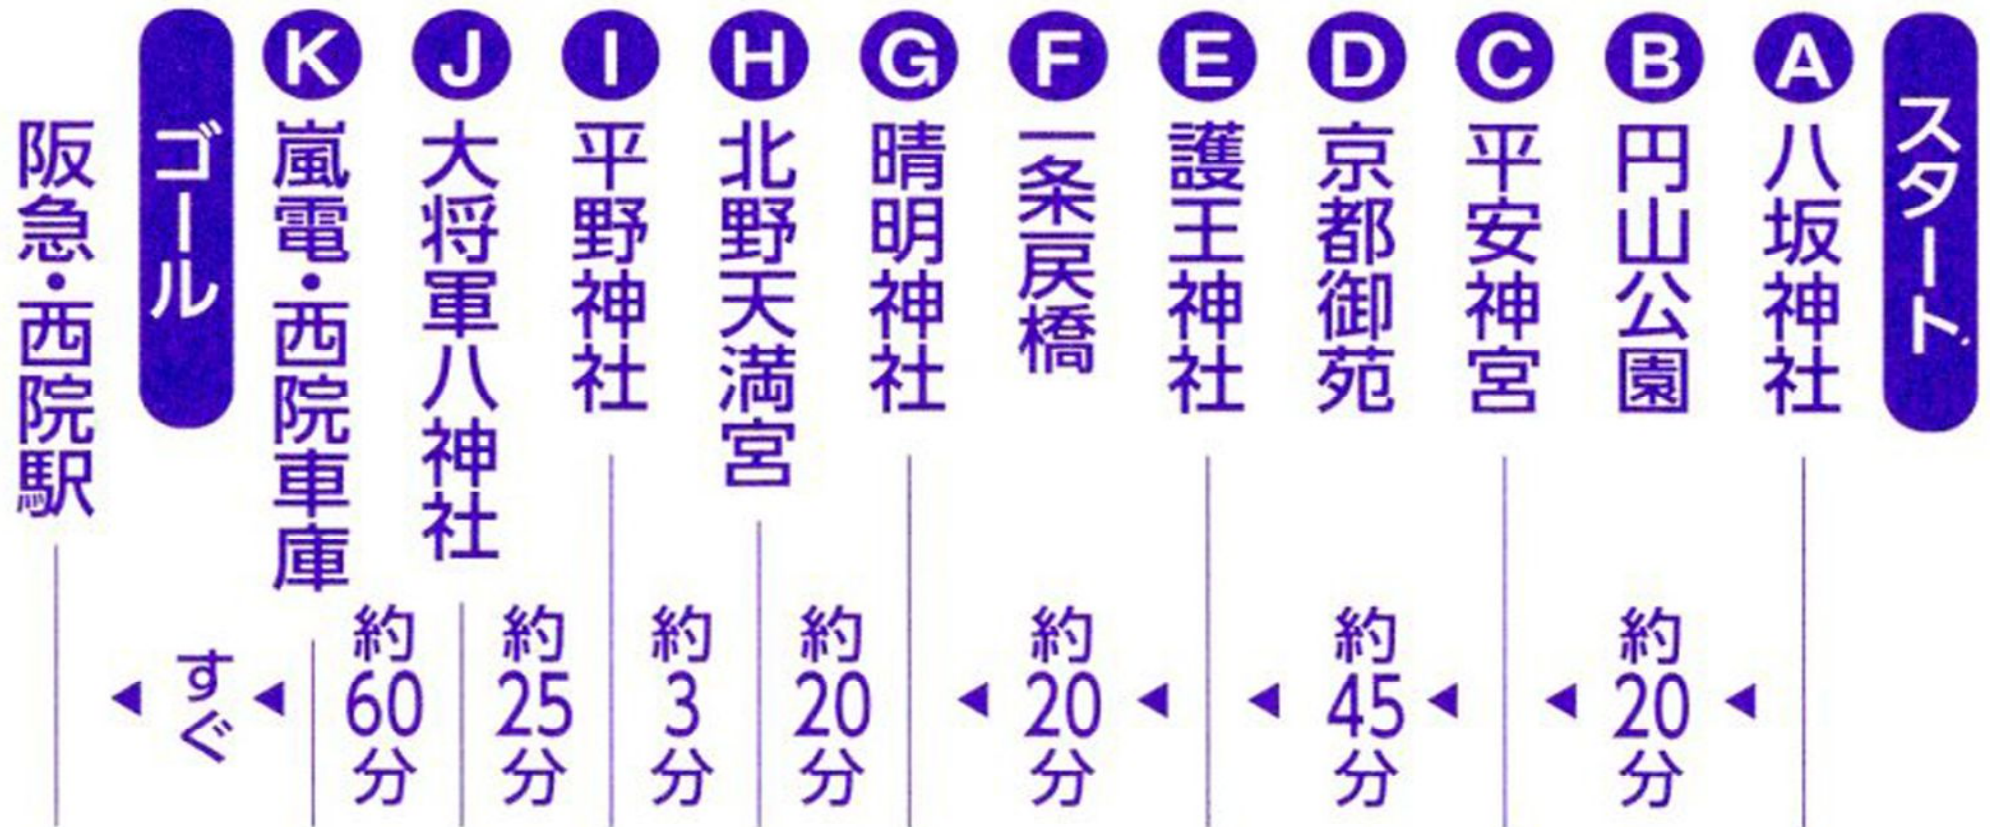 スタート
A 八坂神社
約20分
B 円山公園
C 平安神宮
約45分
D 京都御苑
E 護王神社
約20分
F 一条戻橋
G 晴明神社
約20分
H 北野天満宮
約3分
I 平野神社
約25分
J 大将軍八神社
約60分
K 嵐電・西院車庫
すぐ
ゴール
阪急・西院駅